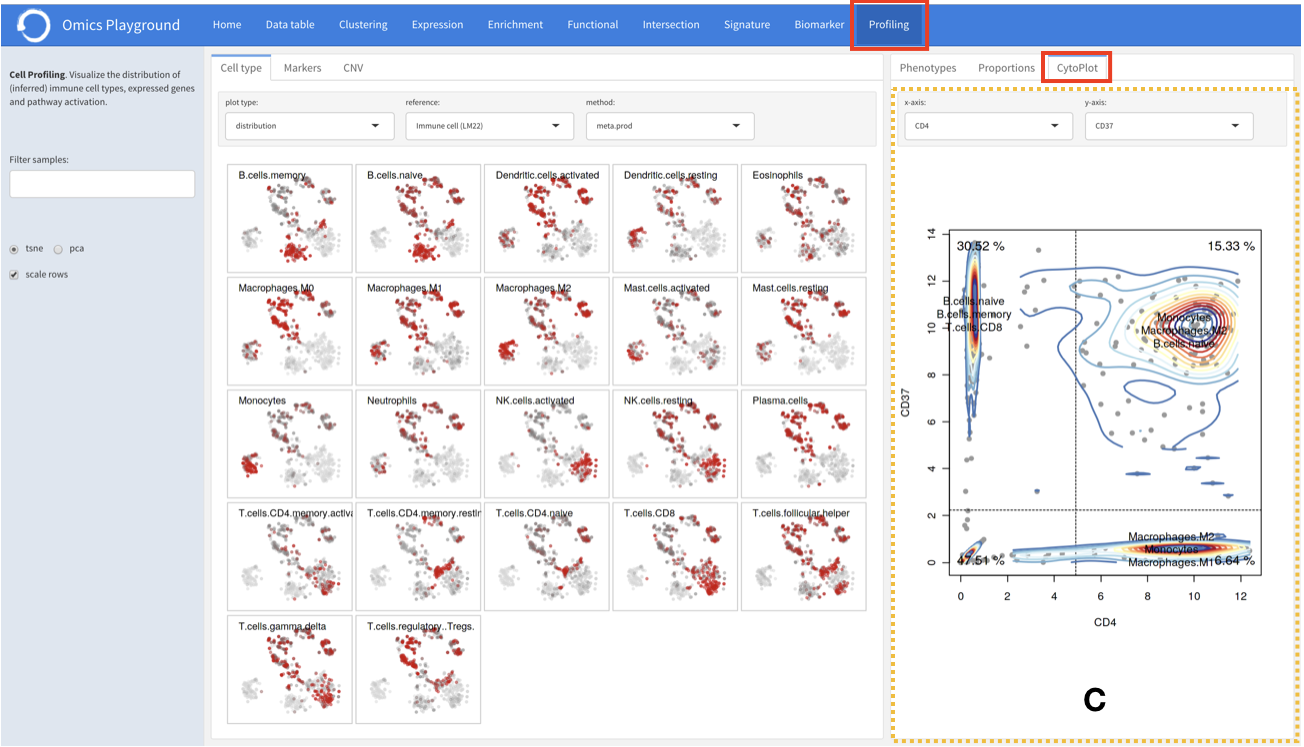 Omics Playground
Home Data table Clustering Expression Enrichment Functional Intersection Signature Biomarker Profiling
Cell Profiling. Visualize the distribution of
(inferred) immune cell types, expressed genes
and pathway activation.
Filter samples:
tsne pca
scale rows
Cell type Markers CNV
plot type: reference: method:
distribution Immune cell (LM22) meta.prod
B.cells.memory B.cells.naive Dendritic.cells.activated Dendritic.cells.resting Eosinophils
Macrophages.M0 Macrophages.M1 Macrophages.M2 Mast.cells.activated Mast.cells.resting
Monocytes Neutrophils NK.cells.activated NK.cells.resting Plasma.cells
T.cells.CD4.memory.activa T.cells.CD4.memory.restin T.cells.CD4.naive T.cells.CD8 T.cells.follicular.helper
T.cells.gamma.delta T.cells.regulatory..Tregs.
Phenotypes Proportions CytoPlot
x-axis: y-axis:
CD4 CD37
14
30.52 % 15.33 %
12
B.cells.naive
B.cells.memory Monocytes
10 T.cells.CD8 Macrophages.M2
B.cells.naive
8
CD37
6
4
2
Macrophages.M2
Monocytes
0 47.51 % Macrophages.M1 6.64 %
0 2 4 6 8 10 12
CD4
C